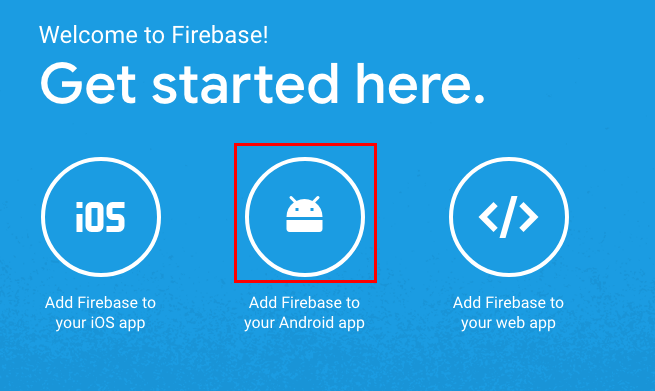 Welcome to Firebase!
Get started here.
iOS
</>
Add Firebase to
your iOS app
Add Firebase to
your Android app
Add Firebase to
your web app